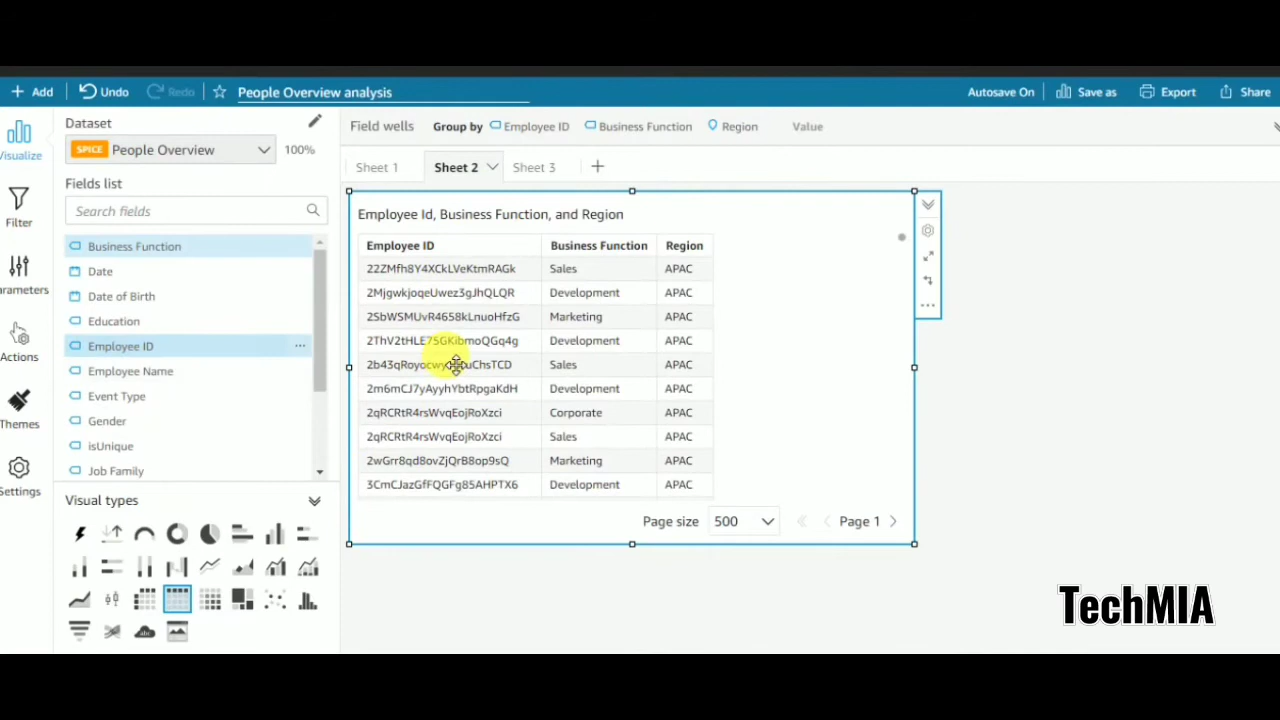 Add
Undo
Redo
People Overview analysis
Autosave On
Save as
Export
Share
Visualize
Filter
arameters
Actions
Themes
Settings
Dataset
SPICE People Overview 100%
Fields list
Search fields
Business Function
Date
Date of Birth
Education
Employee ID
Employee Name
Event Type
Gender
isUnique
Job Family
Visual types
Field wells Group by Employee ID Business Function Region Value
Sheet 1 Sheet 2 Sheet 3
Employee Id, Business Function, and Region
Employee ID Business Function Region
22ZMfh8Y4XCkLVeKtmRAGk Sales APAC
2MjgwkjoqeUwez3gJhQLQR Development APAC
2SbWSMUvR4658kLnuoHfzG Marketing APAC
2ThV2tHLE75GKibmoQGq4g Development APAC
Sales APAC
2m6mCJ7yAyyhYbtRpgaKdH Development APAC
2qRCRtR4rsWvqEojRoXzci Corporate APAC
2qRCRtR4rsWvqEojRoXzci Sales APAC
2wGrr8qd8ovZjQrB8op9sQ Marketing APAC
3CmCJazGfFQGFg85AHPTX6 Development APAC
Page size 500 Page 1
TechMIA